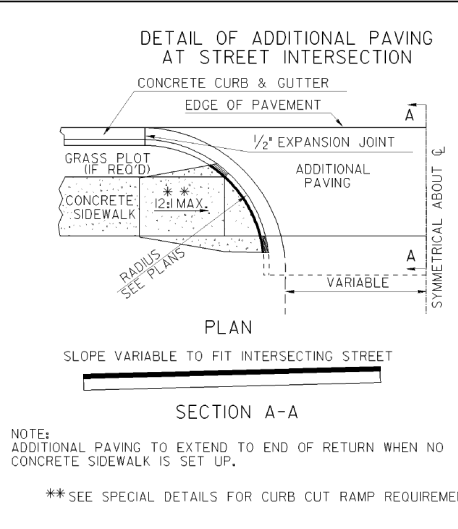 DETAIL OF ADDITIONAL PAVING
AT STREET INTERSECTION
CONCRETE CURB & GUTTER
EDGE OF PAVEMENT
A
1/2" EXPANSION JOINT
GRASS PLOT
(IF REQ'D)
ADDITIONAL
PAVING
CONCRETE
SIDEWALK
**
12:1 MAX.
RADIUS
SEE PLANS
A
VARIABLE
SYMMETRICAL ABOUT ℄
PLAN
SLOPE VARIABLE TO FIT INTERSECTING STREET
SECTION A-A
NOTE:
ADDITIONAL PAVING TO EXTEND TO END OF RETURN WHEN NO
CONCRETE SIDEWALK IS SET UP.
** SEE SPECIAL DETAILS FOR CURB CUT RAMP REQUIREME